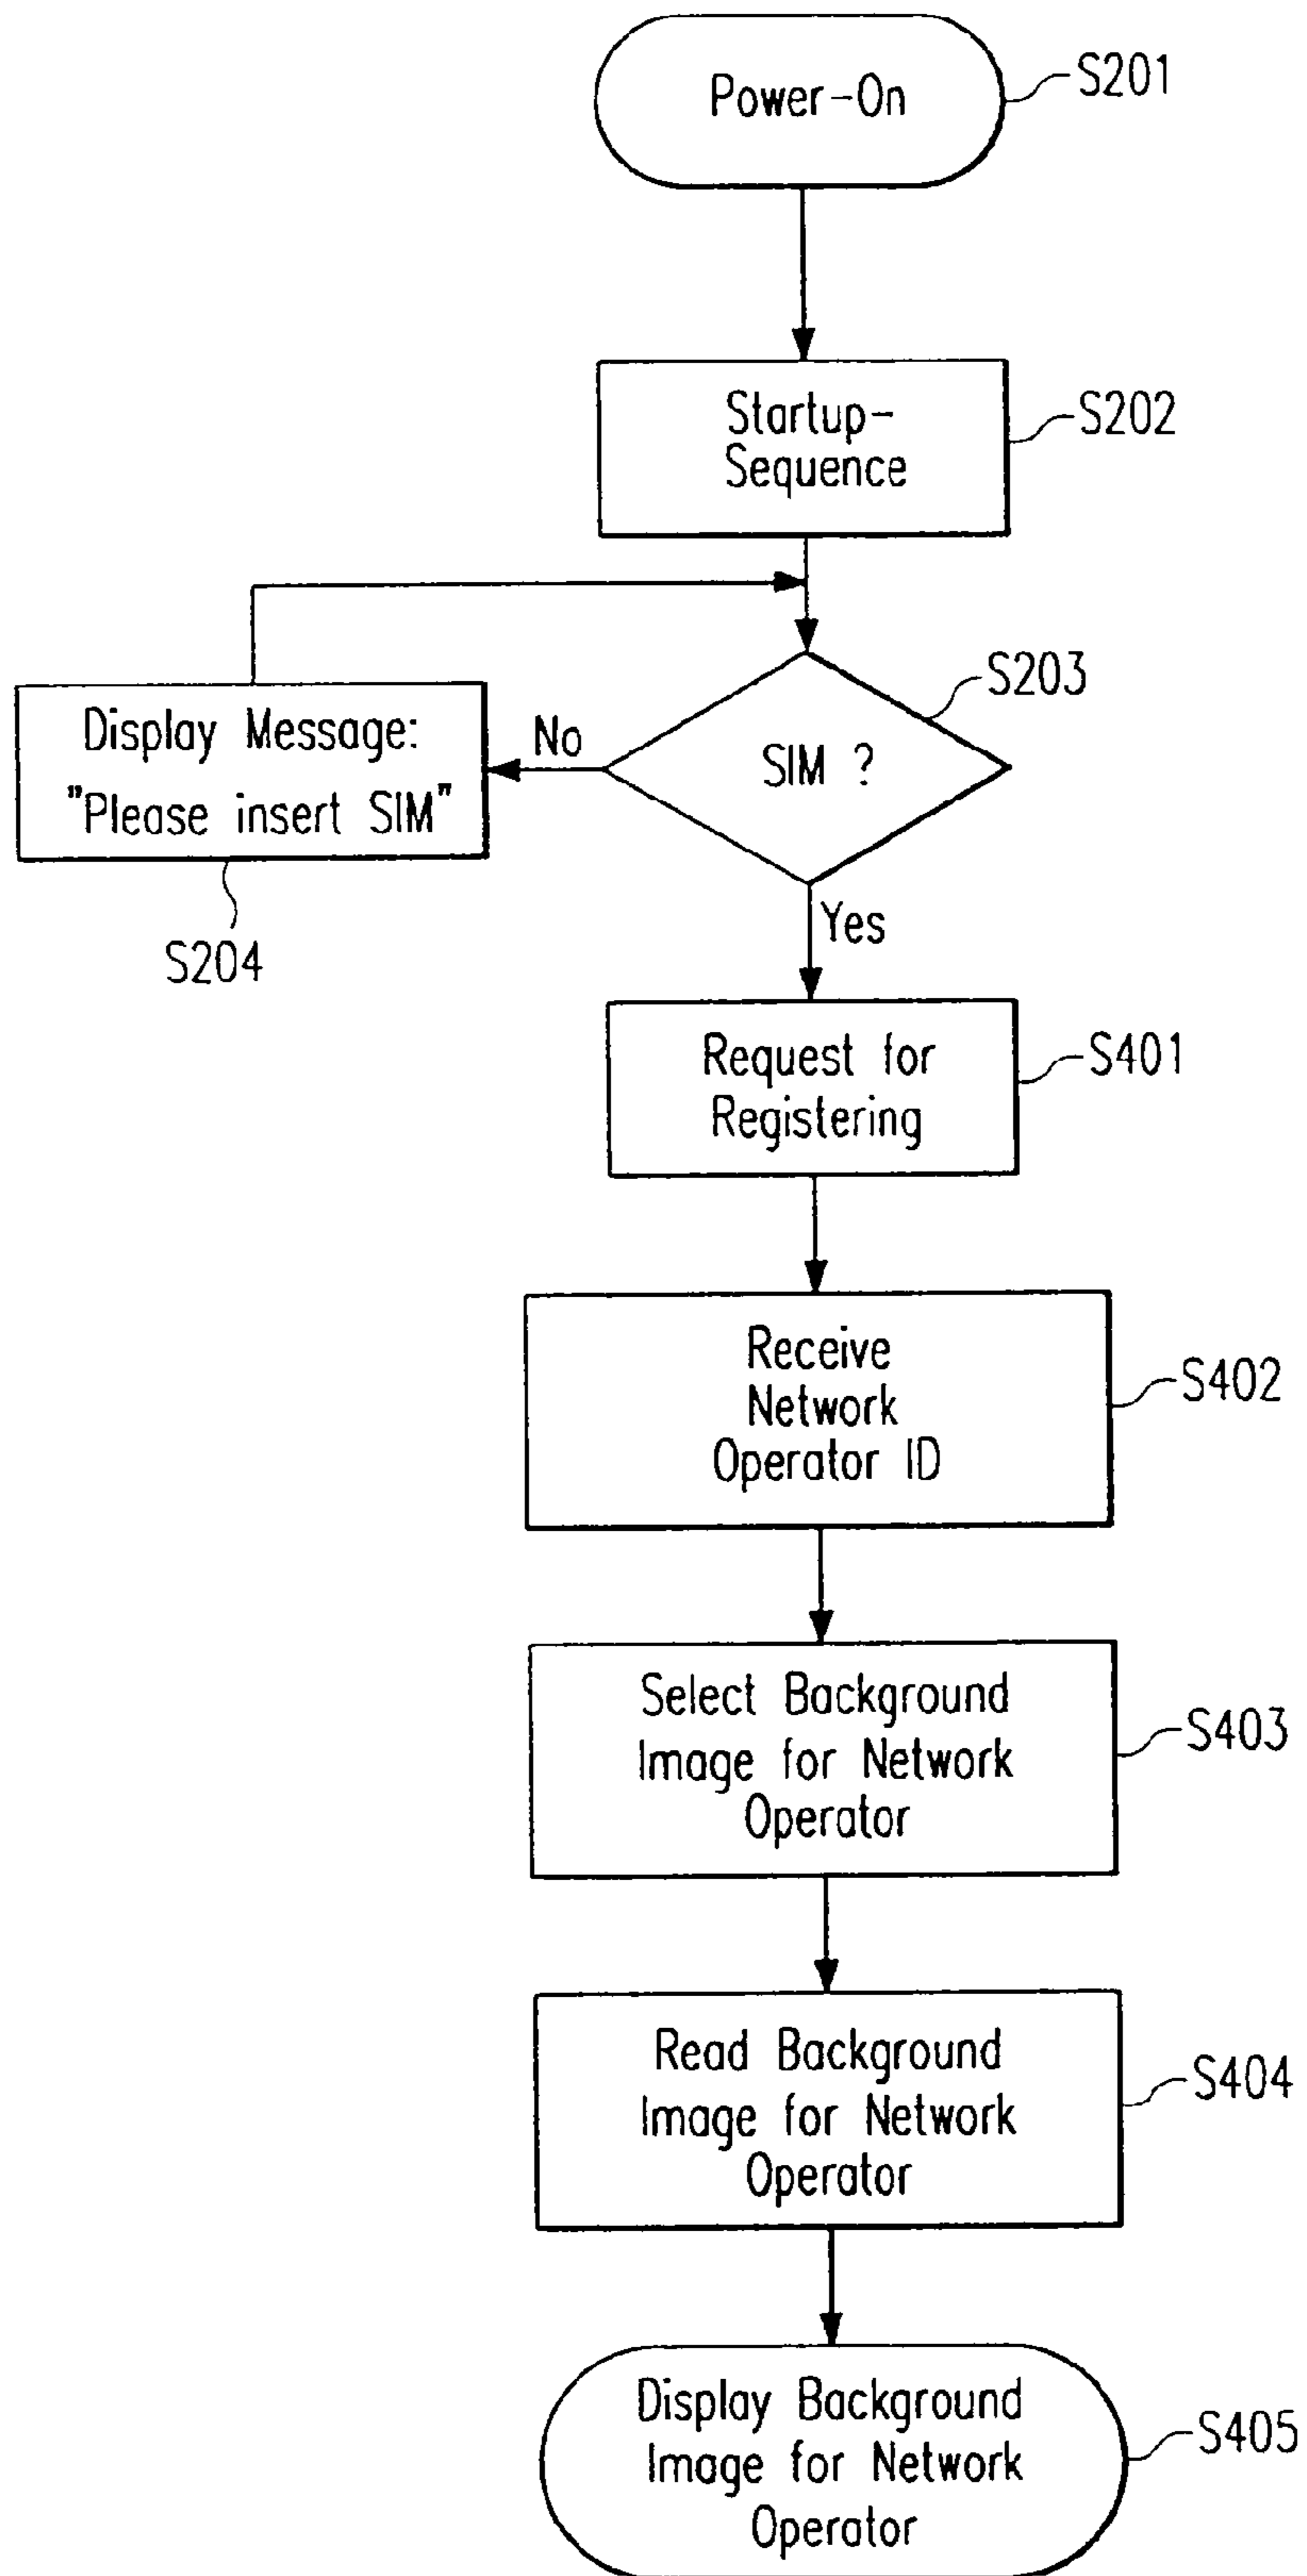 Power-On
S201
Startup-
Sequence
S202
S203
SIM ?
No
Display Message:
"Please insert SIM"
S204
Yes
Request for
Registering
S401
Receive
Network
Operator ID
S402
Select Background
Image for Network
Operator
S403
Read Background
Image for Network
Operator
S404
Display Background
Image for Network
Operator
S405